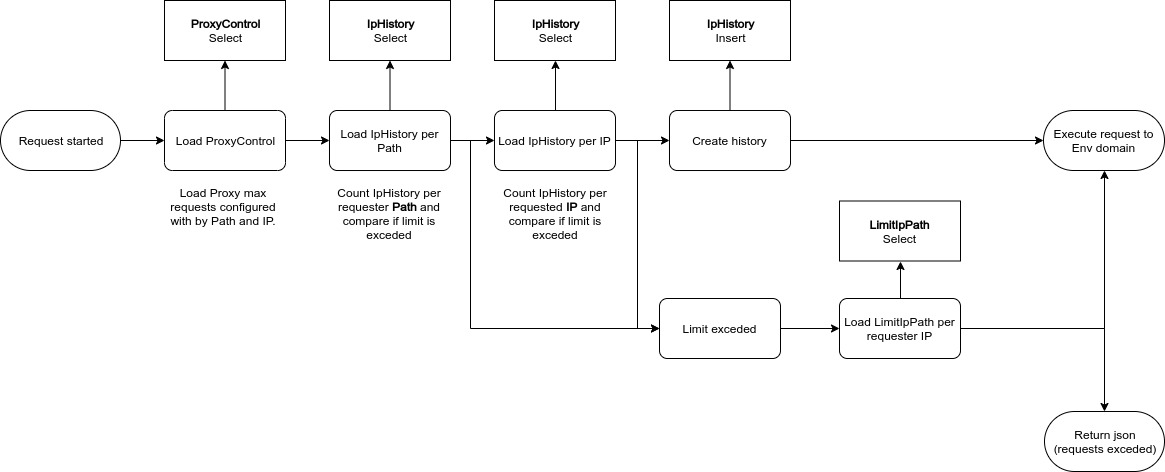 ProxyControl
Select
IpHistory
Select
IpHistory
Select
IpHistory
Insert
Request started
Load ProxyControl
Load IpHistory per
Path
Load IpHistory per IP
Create history
Execute request to
Env domain
Load Proxy max
requests configured
with by Path and IP.
Count IpHistory per
requester Path and
compare if limit is
exceded
Count IpHistory per
requested IP and
compare if limit is
exceded
LimitIpPath
Select
Limit exceded
Load LimitIpPath per
requester IP
Return json
(requests exceded)